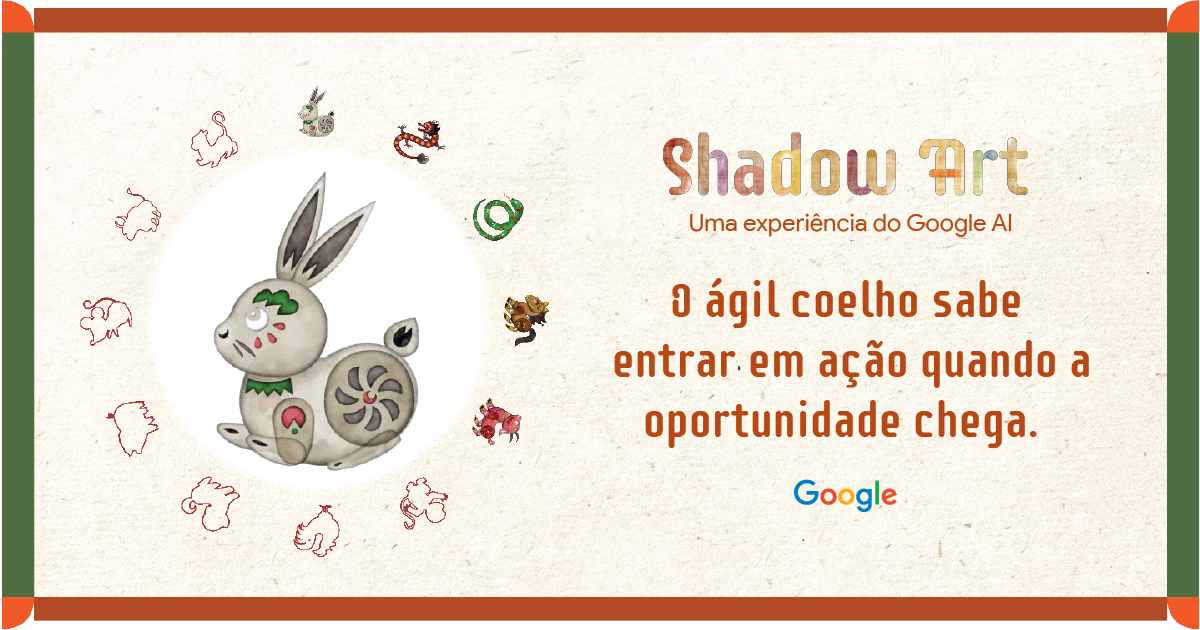 Shadow Art
Uma experiência do Google AI
O ágil coelho sabe
entrar em ação quando a
oportunidade chega.
Google